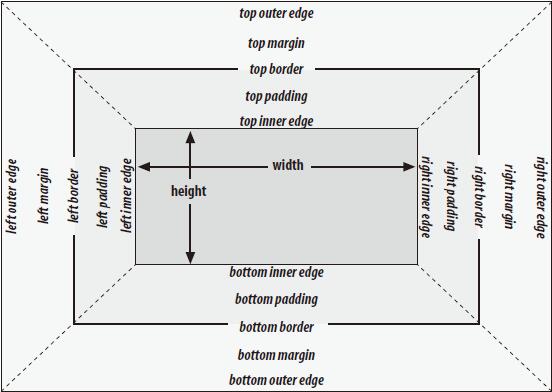 top outer edge
top margin
top border
top padding
top inner edge
left outer edge
left margin
left border
left padding
left inner edge
width
height
right inner edge
right padding
right border
right margin
right outer edge
bottom inner edge
bottom padding
bottom border
bottom margin
bottom outer edge